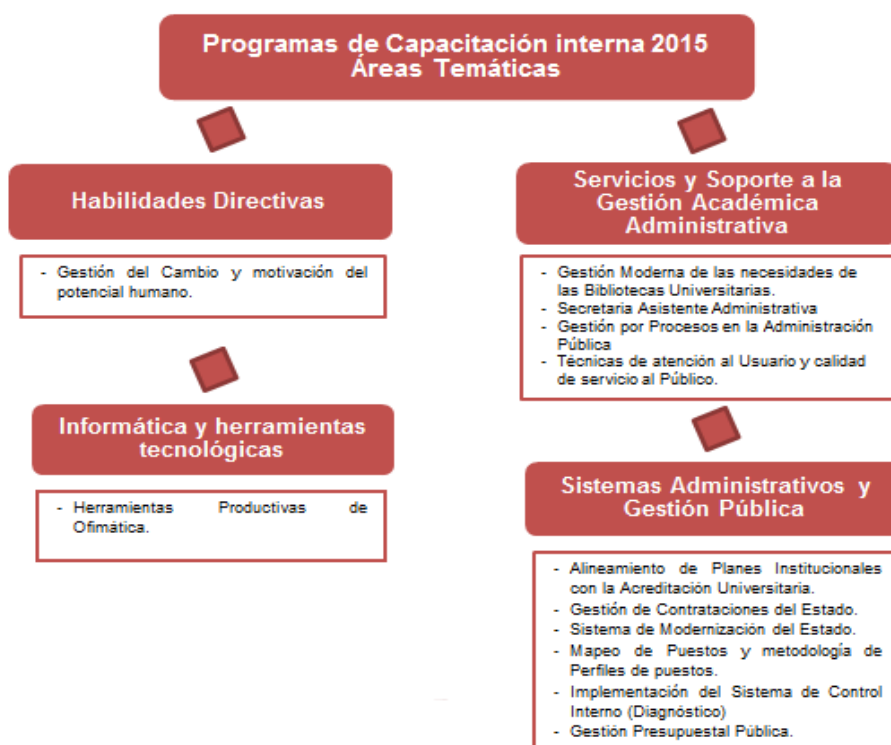 Programas de Capacitación interna 2015
Áreas Temáticas
Habilidades Directivas
- Gestión del Cambio y motivación del
potencial humano.
Informática y herramientas
tecnológicas
- Herramientas Productivas de
Ofimática.
Servicios y Soporte a la
Gestión Académica
Administrativa
- Gestión Moderna de las necesidades de
las Bibliotecas Universitarias.
- Secretaria Asistente Administrativa
- Gestión por Procesos en la Administración
Pública
- Técnicas de atención al Usuario y calidad
de servicio al Público.
Sistemas Administrativos y
Gestión Pública
- Alineamiento de Planes Institucionales
con la Acreditación Universitaria.
- Gestión de Contrataciones del Estado.
- Sistema de Modernización del Estado.
- Mapeo de Puestos y metodología de
Perfiles de puestos.
- Implementación del Sistema de Control
Interno (Diagnóstico)
- Gestión Presupuestal Pública.